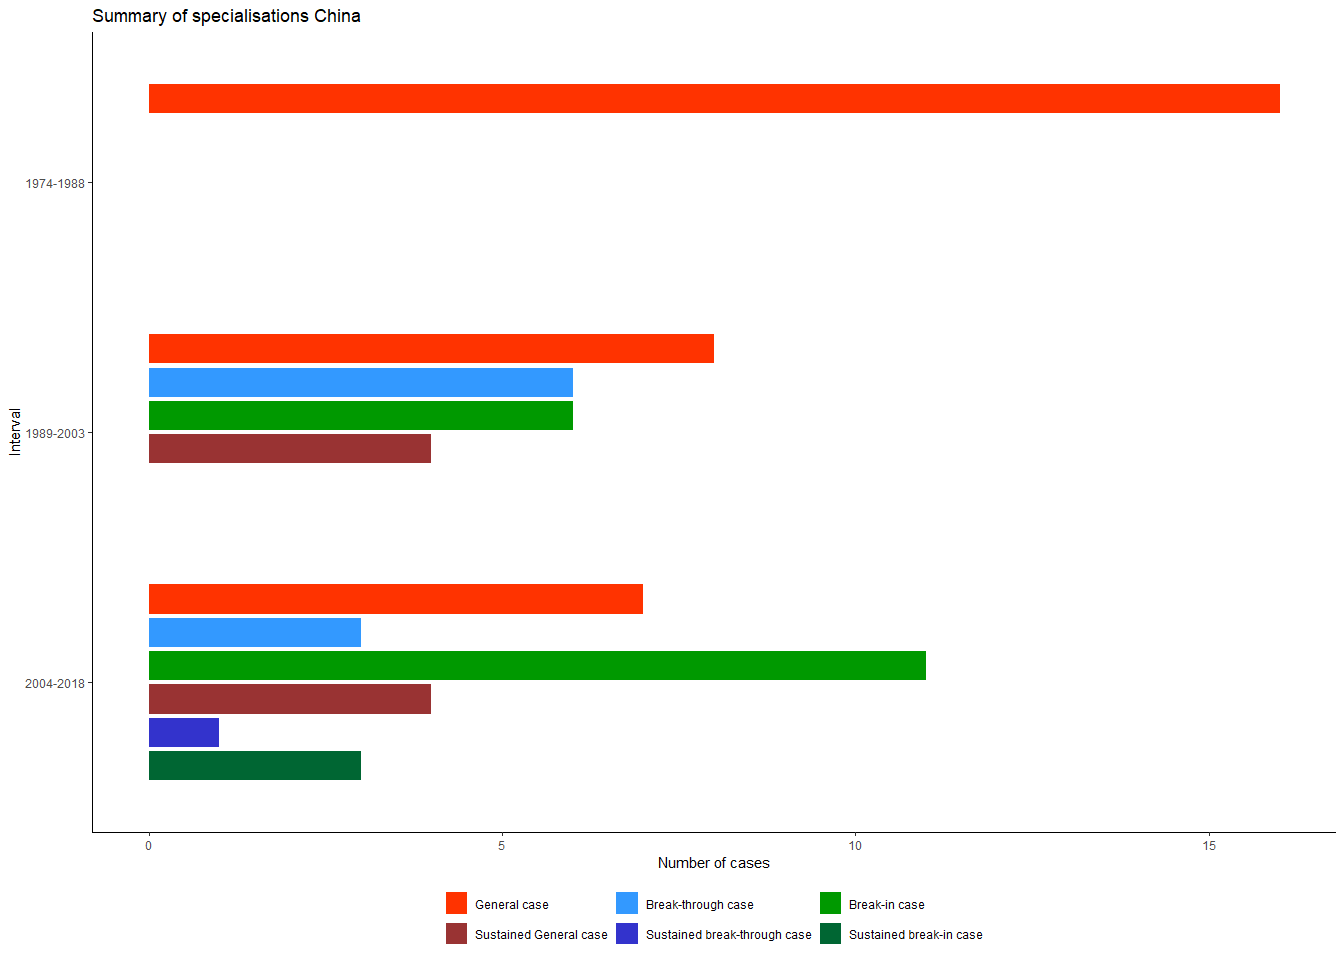 Summary of specialisations China
Interval
1974-1988
1989-2003
2004-2018
0 5 10 15
Number of cases
General case Break-through case Break-in case
Sustained General case Sustained break-through case Sustained break-in case